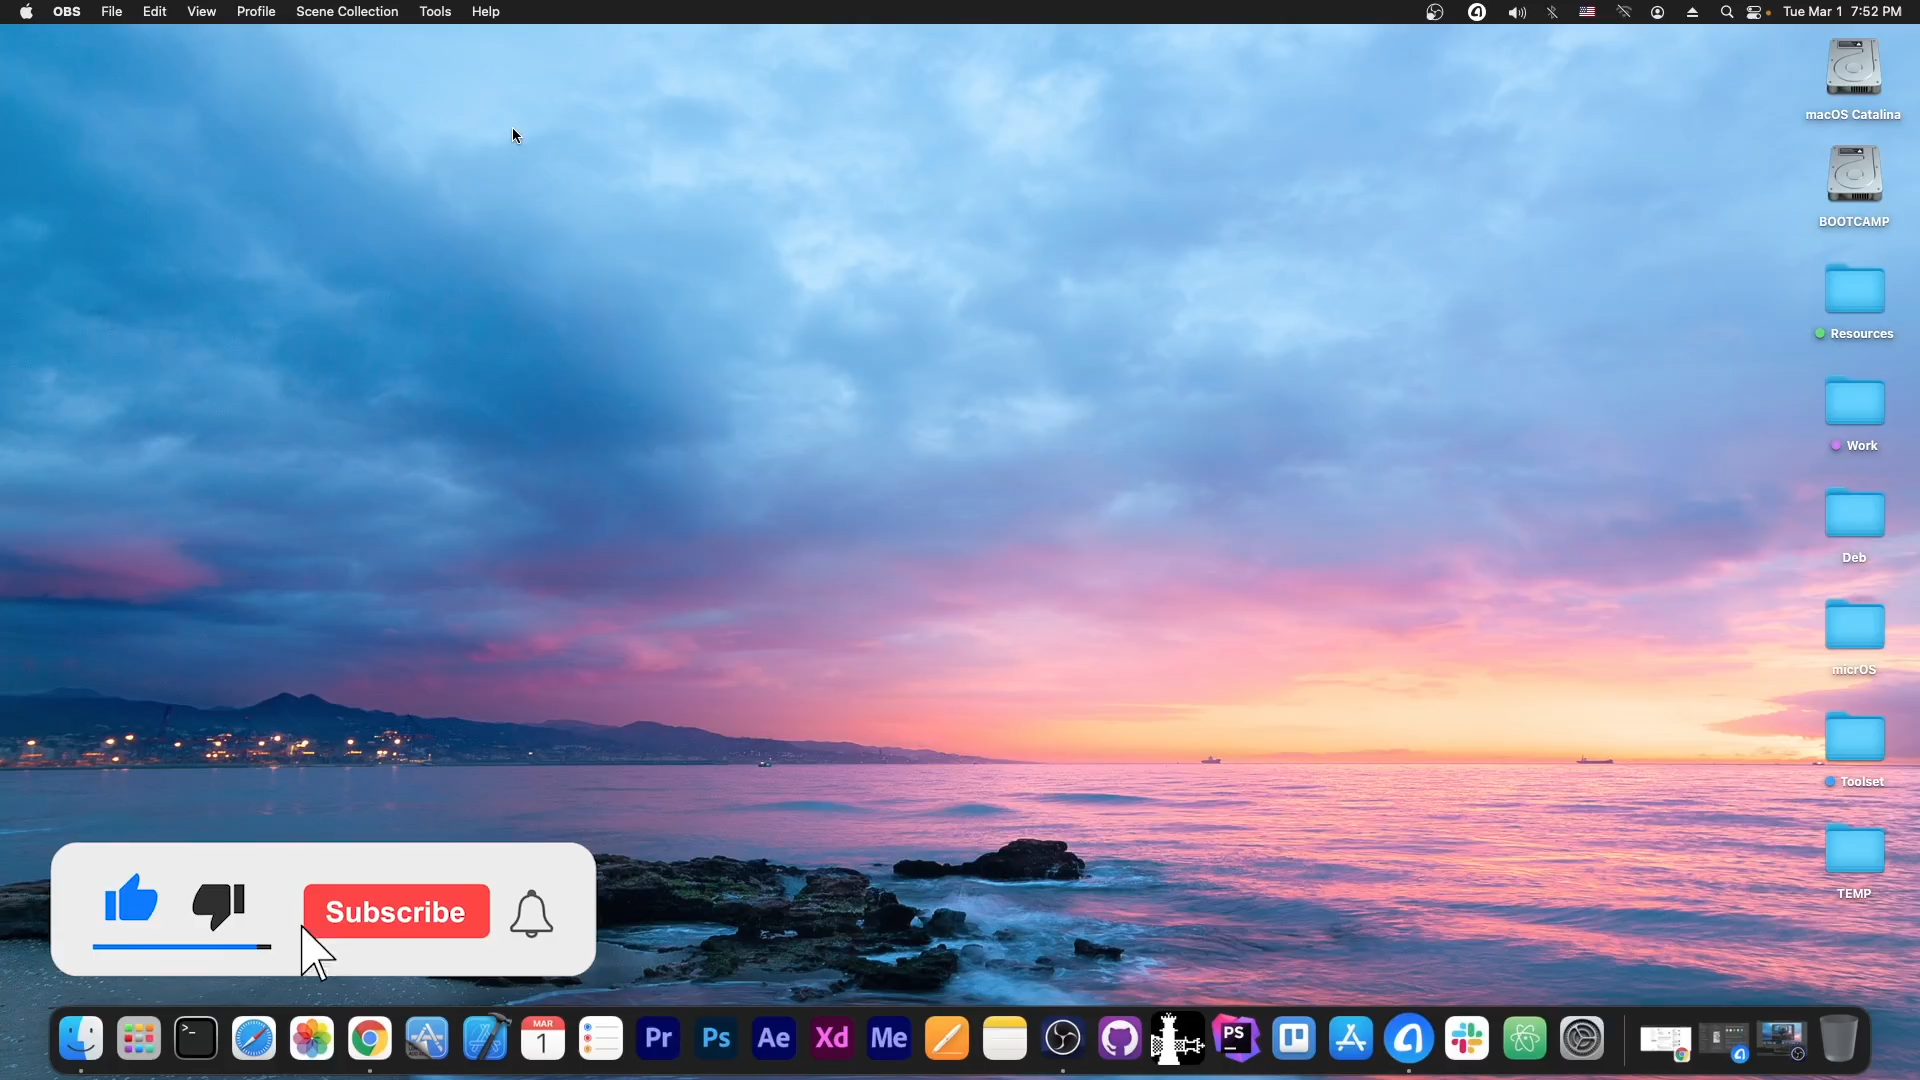 OBS File Edit View Profile Scene Collection Tools Help Tue Mar 1 7:52 PM
macOS Catalina
BOOTCAMP
Resources
Work
Deb
micrOS
Toolset
TEMP
Subscribe
MAR
1
Pr Ps Ae Xd Me PS